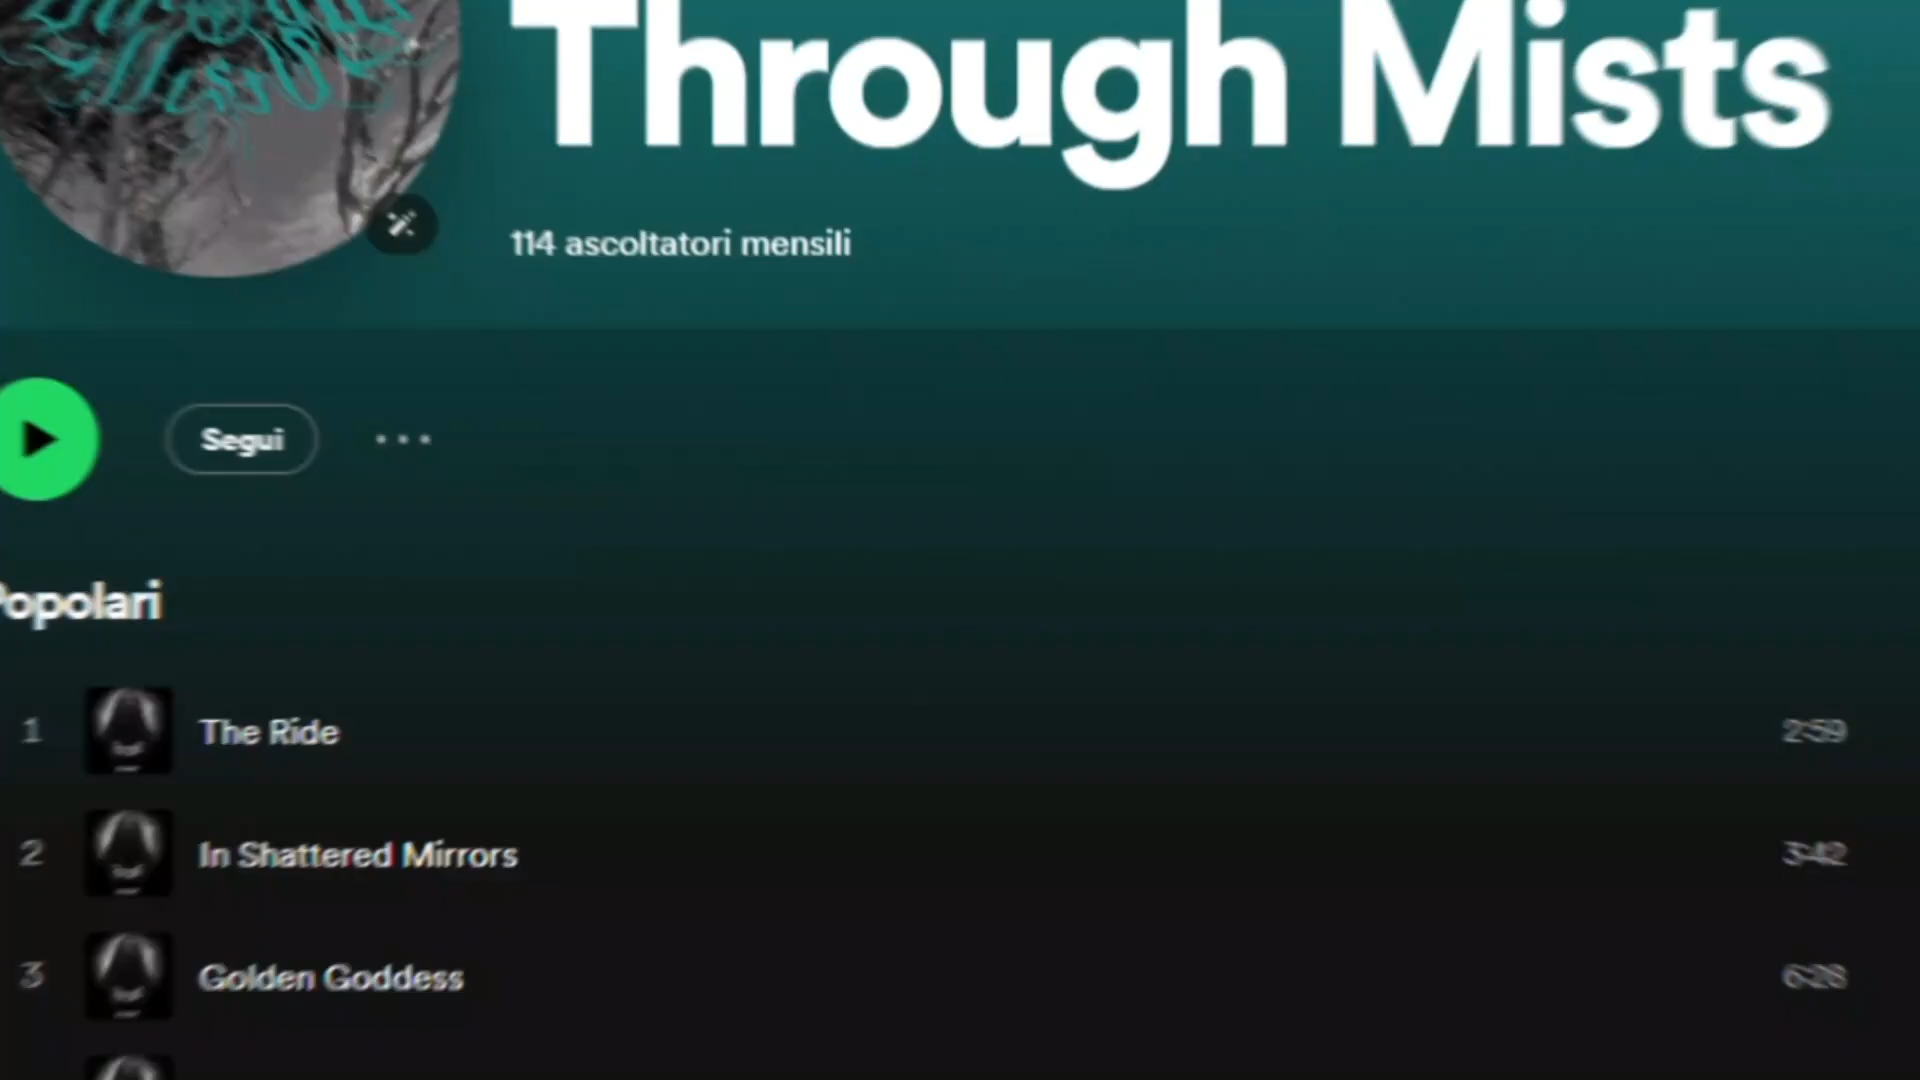 Through Mists
114 ascoltatori mensili
Segui
Popolari
1 The Ride 2:59
2 In Shattered Mirrors 3:42
3 Golden Goddess 6:28